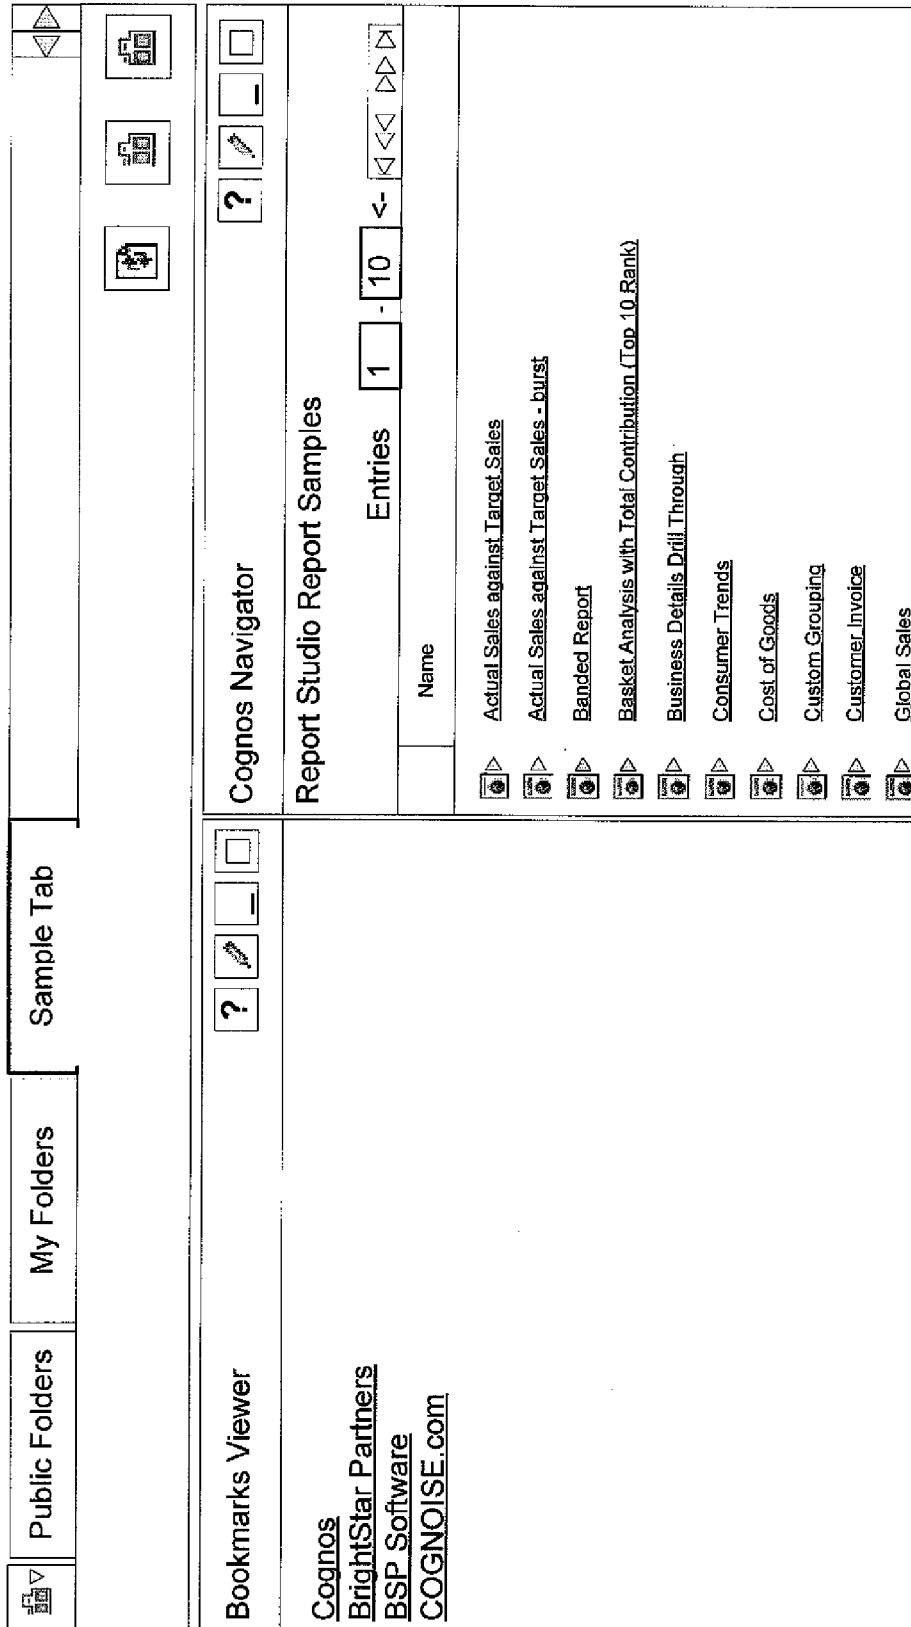 Public Folders
My Folders
Sample Tab
Bookmarks Viewer
?
_
Cognos
BrightStar Partners
BSP Software
COGNOISE.com
Cognos Navigator
?
_
Report Studio Report Samples
Entries 1 - 10 <-
Name
Actual Sales against Target Sales
Actual Sales against Target Sales - burst
Banded Report
Basket Analysis with Total Contribution (Top 10 Rank)
Business Details Drill Through
Consumer Trends
Cost of Goods
Custom Grouping
Customer Invoice
Global Sales